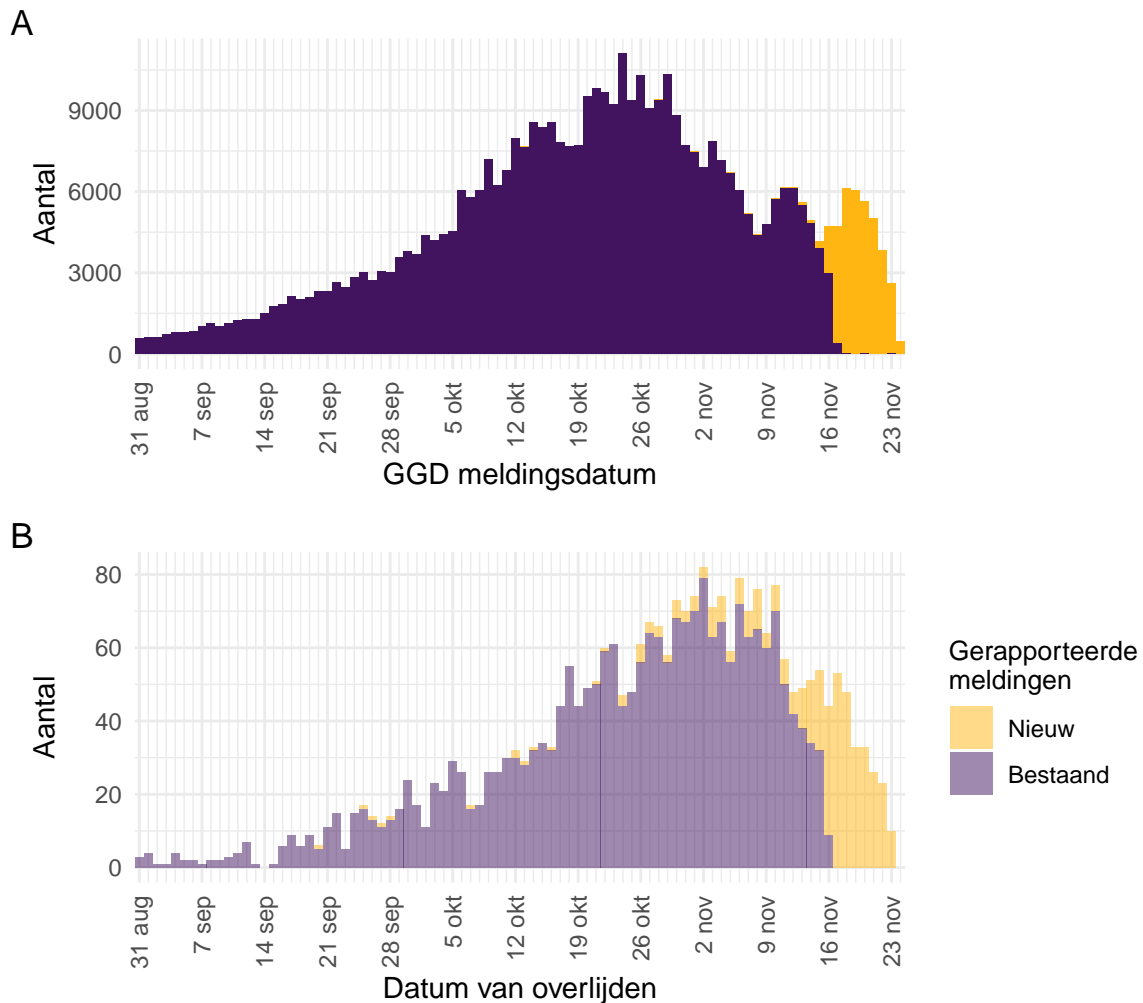 A
9000
6000
3000
0
Aantal
31 aug
7 sep
14 sep
21 sep
28 sep
5 okt
12 okt
19 okt
26 okt
2 nov
9 nov
16 nov
23 nov
GGD meldingsdatum
B
80
60
40
20
0
Aantal
31 aug
7 sep
14 sep
21 sep
28 sep
5 okt
12 okt
19 okt
26 okt
2 nov
9 nov
16 nov
23 nov
Datum van overlijden
Gerapporteerde
meldingen
Nieuw
Bestaand